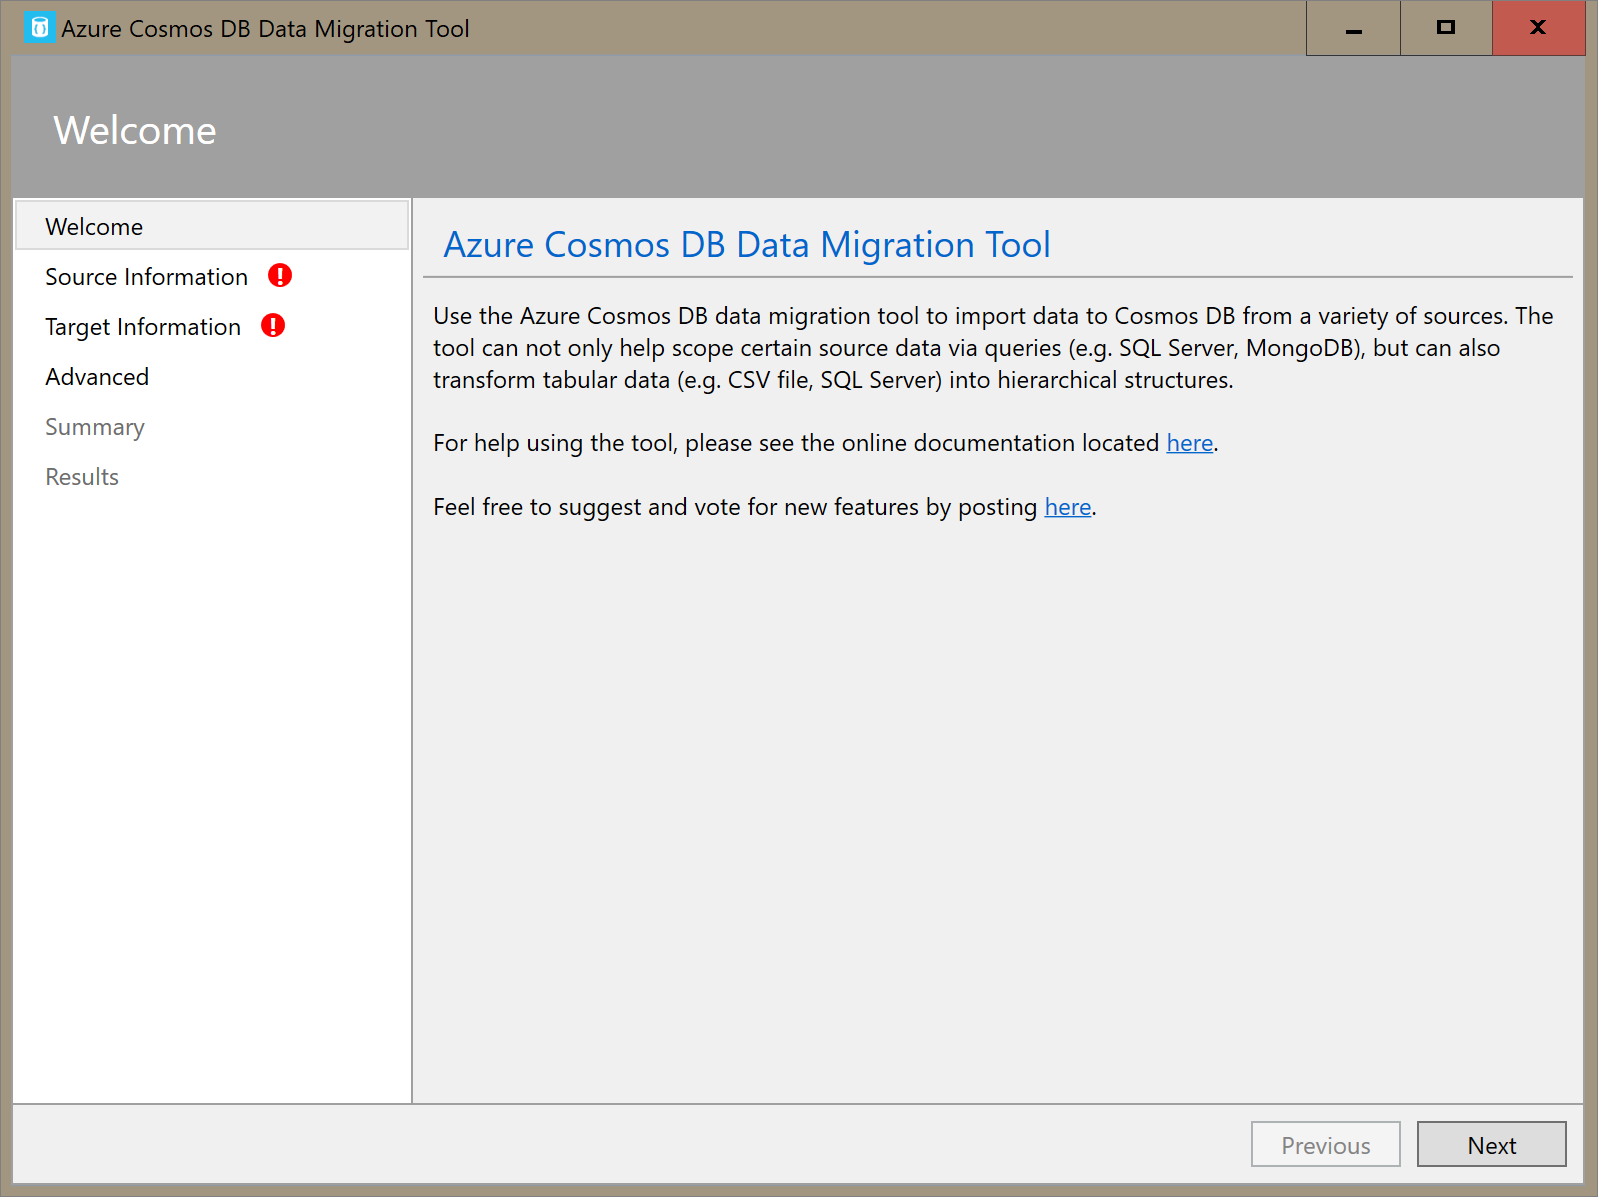 Azure Cosmos DB Data Migration Tool
Welcome
Welcome
Source Information
Target Information
Advanced
Summary
Results
Azure Cosmos DB Data Migration Tool
Use the Azure Cosmos DB data migration tool to import data to Cosmos DB from a variety of sources. The
tool can not only help scope certain source data via queries (e.g. SQL Server, MongoDB), but can also
transform tabular data (e.g. CSV file, SQL Server) into hierarchical structures.
For help using the tool, please see the online documentation located here.
Feel free to suggest and vote for new features by posting here.
Previous
Next